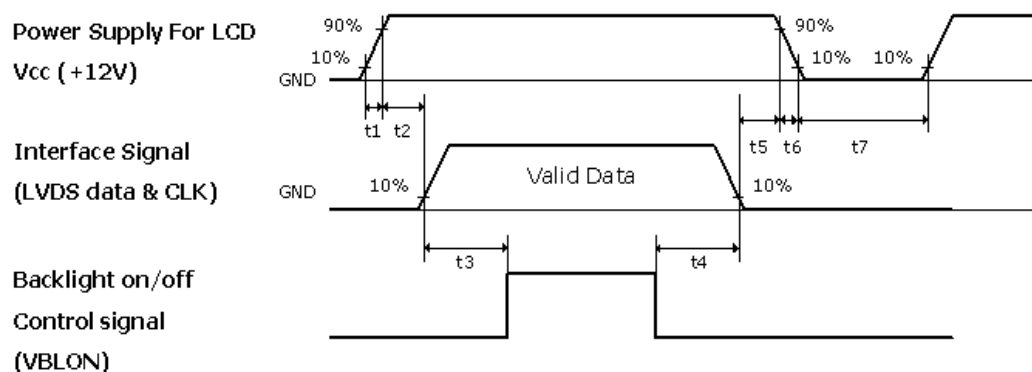 Power Supply For LCD
Vcc (+12V)
90%
90%
10%
10%
10%
GND
t1
t2
t5
t6
t7
Interface Signal
(LVDS data & CLK)
Valid Data
10%
10%
GND
t3
t4
Backlight on/off
Control signal
(VBLON)